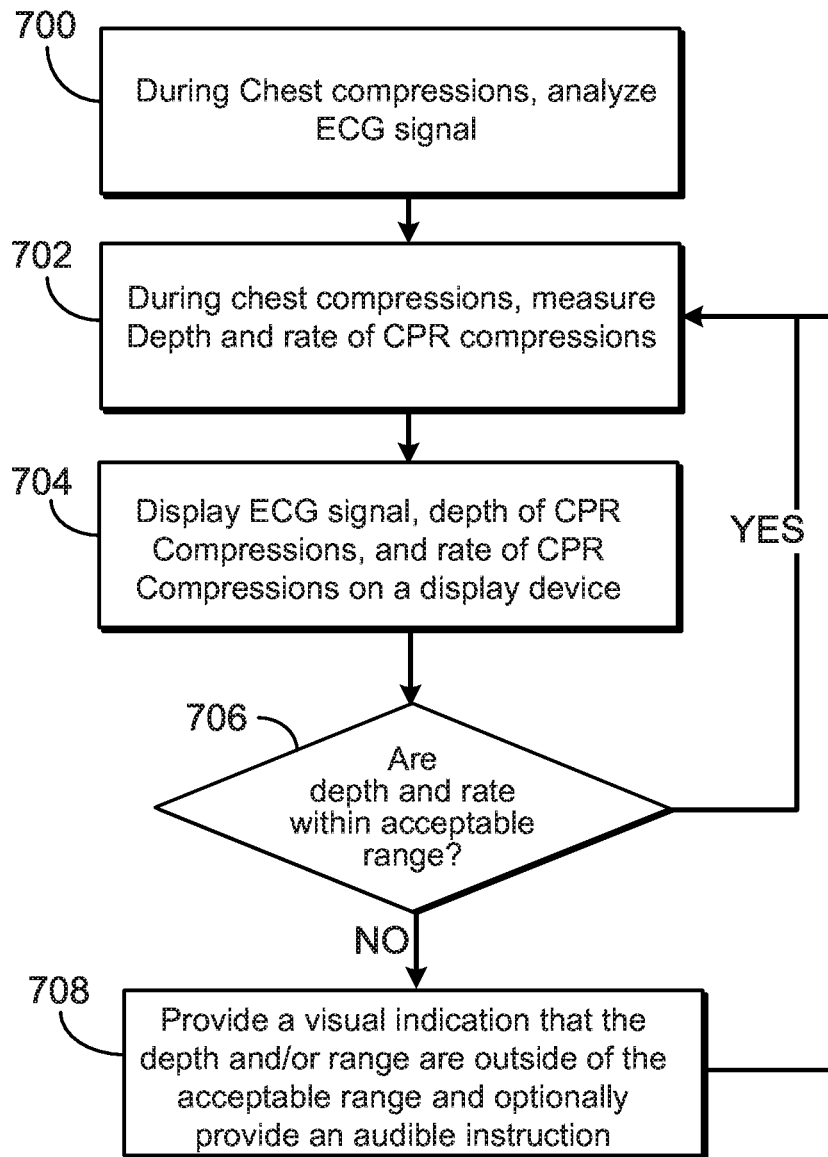 700
During Chest compressions, analyze
ECG signal
702
During chest compressions, measure
Depth and rate of CPR compressions
704
Display ECG signal, depth of CPR
Compressions, and rate of CPR
Compressions on a display device
YES
706
Are
depth and rate
within acceptable
range?
NO
708
Provide a visual indication that the
depth and/or range are outside of the
acceptable range and optionally
provide an audible instruction